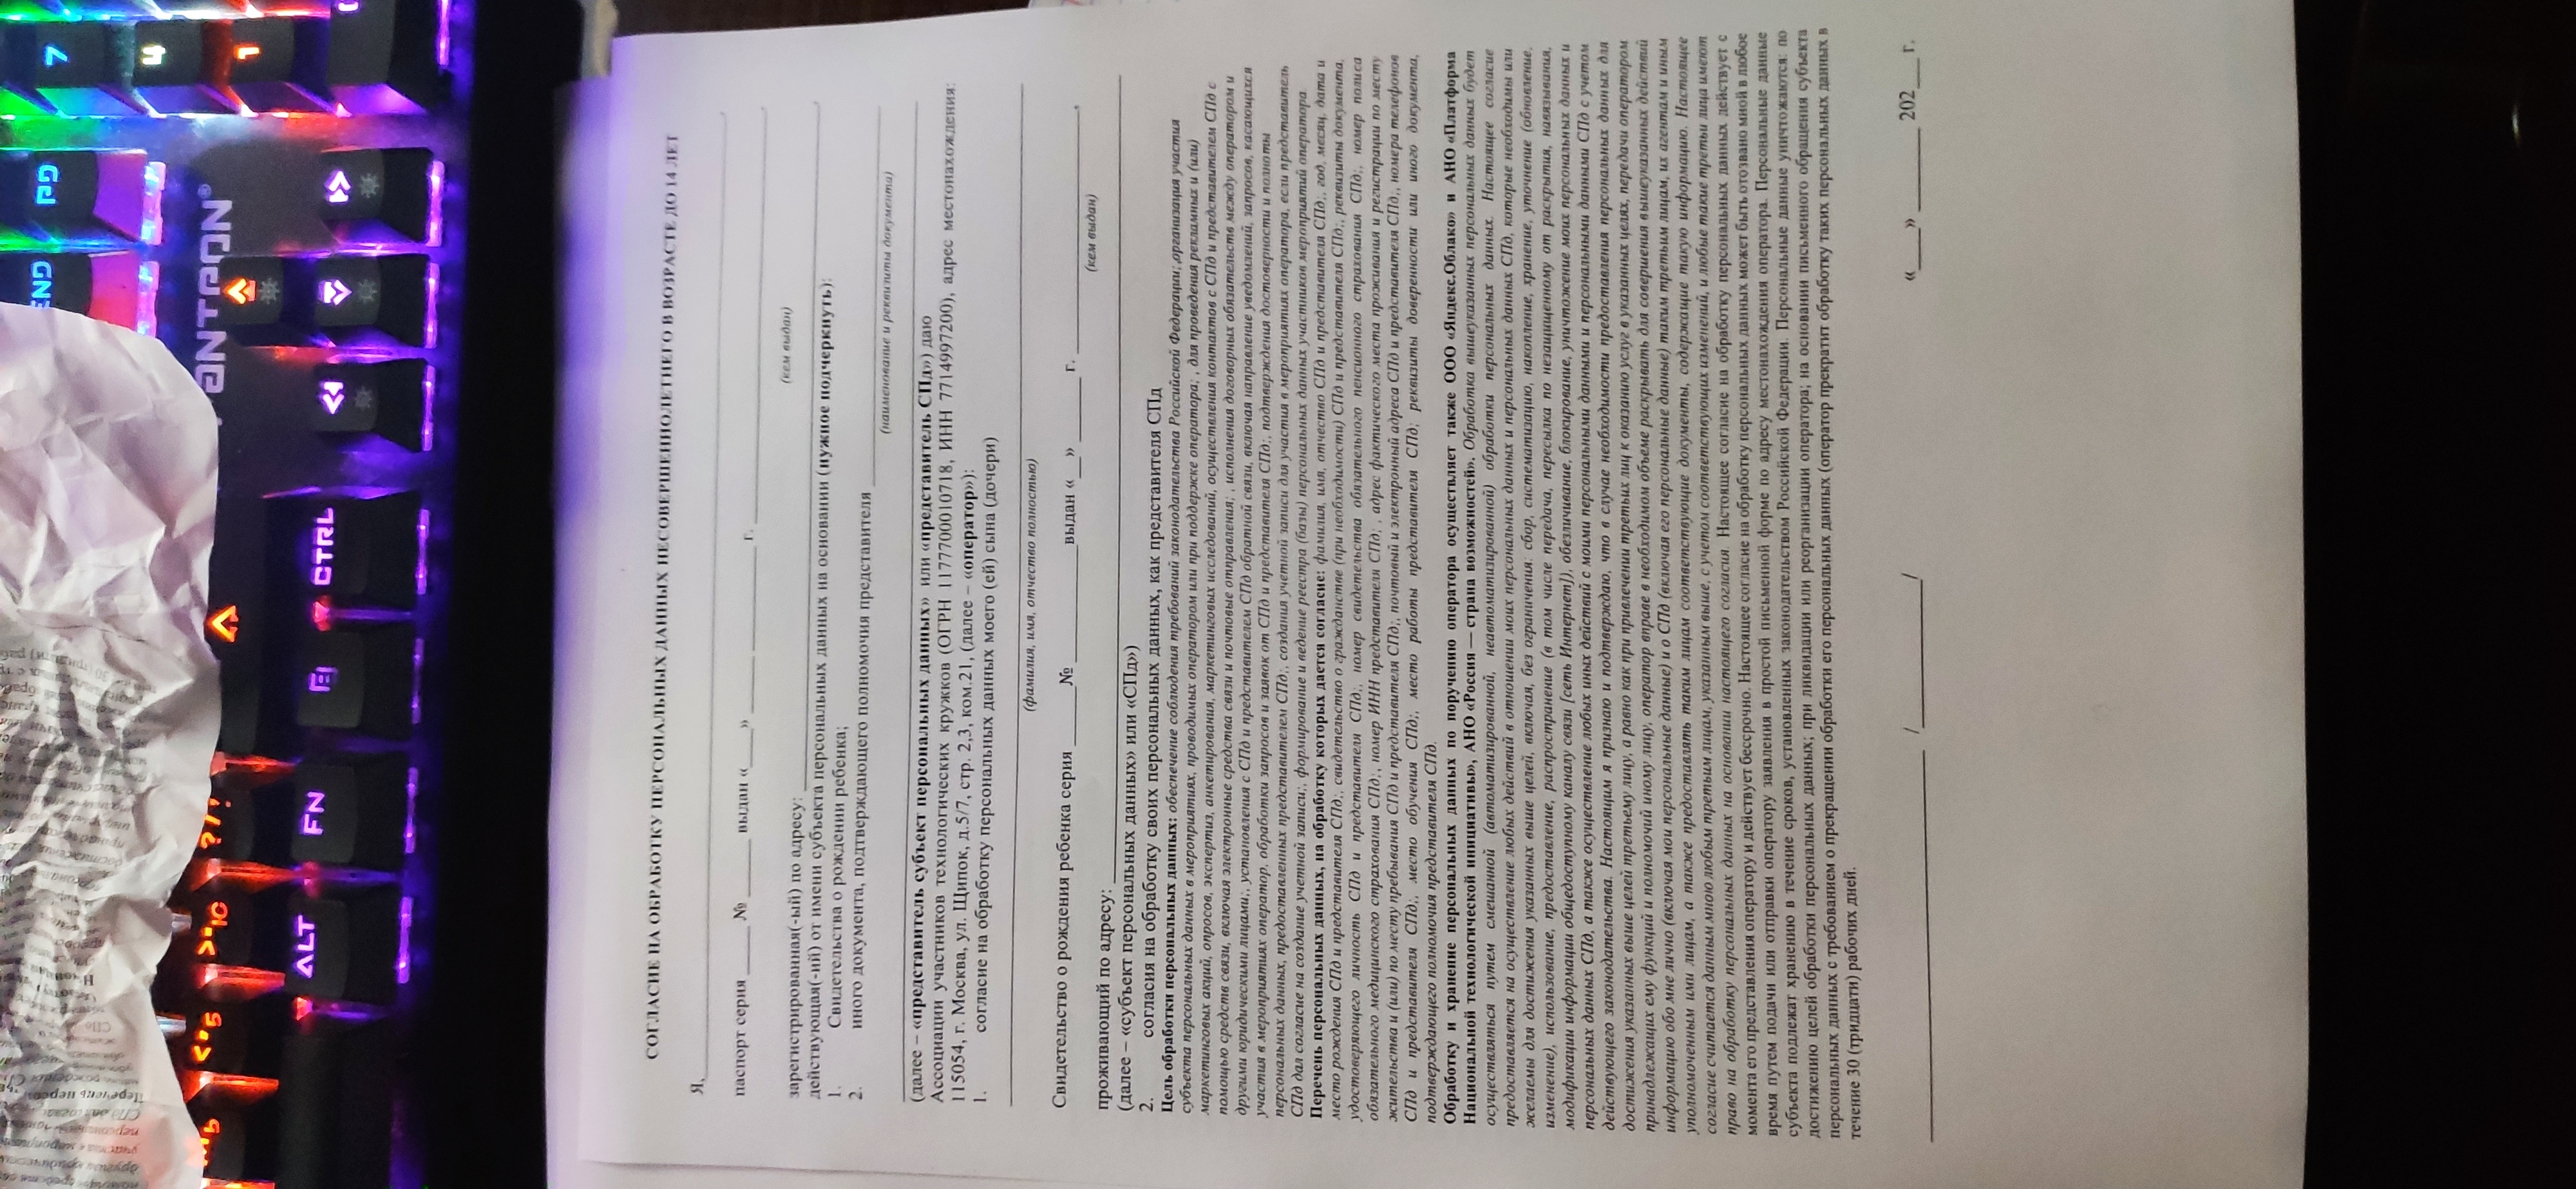 END
PD
7
4
1
<•Б
>•Ю
?/!
ANTRON®
ALT
FN
CTRL
СОГЛАСИЕ НА ОБРАБОТКУ ПЕРСОНАЛЬНЫХ ДАННЫХ НЕСОВЕРШЕННОЛЕТНЕГО В ВОЗРАСТЕ ДО 14 ЛЕТ
Я,____________,
паспорт серия _____ № ______ выдан «____» ______ ___________ г. ____________,
(кем выдан)
зарегистрированная(-ый) по адресу: ____________,
действующая(-ий) от имени субъекта персональных данных на основании (нужное подчеркнуть):
1. Свидетельства о рождении ребенка;
2. иного документа, подтверждающего полномочия представителя ____________
(наименование и реквизиты документа)
(далее – «представитель субъект персональных данных» или «представитель СПд») даю
Ассоциации участников технологических кружков (ОГРН 1177700010718, ИНН 7714997200), адрес местонахождения:
115054, г. Москва, ул. Щипок, д.5/7, стр. 2,3, ком.21, (далее – «оператор»):
1. согласие на обработку персональных данных моего (ей) сына (дочери)
(фамилия, имя, отчество полностью)
Свидетельство о рождения ребенка серия ______№ ____________выдан «__» ______ г. ____________,
(кем выдан)
проживающий по адресу: ____________
(далее – «субъект персональных данных» или «СПд»)
2. согласия на обработку своих персональных данных, как представителя СПд
Цель обработки персональных данных: обеспечение соблюдения требований законодательства Российской Федерации; ,организация участия
субъекта персональных данных в мероприятиях, проводимых оператором или при поддержке оператора; , для проведения рекламных и (или)
маркетинговых акций, опросов, экспертиз, анкетирования, маркетинговых исследований, осуществления контактов с СПд и представителем СПд с
помощью средств связи, включая электронные средства связи и почтовые отправления; , исполнения договорных обязательств между оператором и
другими юридическими лицами;, установления с СПд и представителем СПд обратной связи, включая направление уведомлений, запросов, касающихся
участия в мероприятиях оператор, обработки запросов и заявок от СПд и представителя СПд;, подтверждения достоверности и полноты
персональных данных, предоставленных представителем СПд;, создания учетной записи для участия в мероприятиях оператора, если представитель
СПд дал согласие на создание учетной записи;, формирование и ведение реестра (базы) персональных данных участников мероприятий оператора.
Перечень персональных данных, на обработку которых дается согласие: фамилия, имя, отчество СПд и представителя СПд;, год, месяц, дата и
место рождения СПд и представителя СПд;, свидетельство о гражданстве (при необходимости) СПд и представителя СПд;, реквизиты документа,
удостоверяющего личность СПд и представителя СПд;, номер свидетельства обязательного пенсионного страхования СПд;, номер полиса
обязательного медицинского страхования СПд;, номер ИНН представителя СПд; , адрес фактического места проживания и регистрации по месту
жительства и (или) по месту пребывания СПд и представителя СПд;, почтовый и электронный адреса СПд и представителя СПд;, номера телефонов
СПд и представителя СПд;, место обучения СПд;, место работы представителя СПд; реквизиты доверенности или иного документа,
подтверждающего полномочия представителя СПд.
Обработку и хранение персональных данных по поручению оператора осуществляет также ООО «Яндекс.Облако» и АНО «Платформа
Национальной технологической инициативы», АНО «Россия — страна возможностей». Обработка вышеуказанных персональных данных будет
осуществляться путем смешанной (автоматизированной, неавтоматизированной) обработки персональных данных. Настоящее согласие
предоставляется на осуществление любых действий в отношении моих персональных данных и персональных данных СПд, которые необходимы или
желаемы для достижения указанных выше целей, включая, без ограничения: сбор, систематизацию, накопление, хранение, уточнение (обновление,
изменение), использование, предоставление, распространение (в том числе передача, пересылка по незащищенному от раскрытия, навязывания,
модификации информации общедоступному каналу связи [сеть Интернет]), обезличивание, блокирование, уничтожение моих персональных данных и
персональных данных СПд, а также осуществление любых иных действий с моими персональными данными и персональными данными СПд с учетом
действующего законодательства. Настоящим я признаю и подтверждаю, что в случае необходимости предоставления персональных данных для
достижения указанных выше целей третьему лицу, а равно как при привлечении третьих лиц к оказанию услуг в указанных целях, передачи оператором
принадлежащих ему функций и полномочий иному лицу, оператор вправе в необходимом объеме раскрывать для совершения вышеуказанных действий
информацию обо мне лично (включая мои персональные данные) и о СПд (включая его персональные данные) таким третьим лицам, их агентам и иным
уполномоченным ими лицам, а также предоставлять таким лицам соответствующие документы, содержащие такую информацию. Настоящее
согласие считается данным мною любым третьим лицам, указанным выше, с учетом соответствующих изменений, и любые такие третьи лица имеют
право на обработку персональных данных на основании настоящего согласия. Настоящее согласие на обработку персональных данных действует с
момента его представления оператору и действует бессрочно. Настоящее согласие на обработку персональных данных может быть отозвано мной в любое
время путем подачи или отправки оператору заявления в простой письменной форме по адресу местонахождения оператора. Персональные данные
субъекта подлежат хранению в течение сроков, установленных законодательством Российской Федерации. Персональные данные уничтожаются: по
достижению целей обработки персональных данных; при ликвидации или реорганизации оператора; на основании письменного обращения субъекта
персональных данных с требованием о прекращении обработки его персональных данных (оператор прекратит обработку таких персональных данных в
течение 30 (тридцати) рабочих дней.
____________ /____________/ «____» ________ 202___ г.